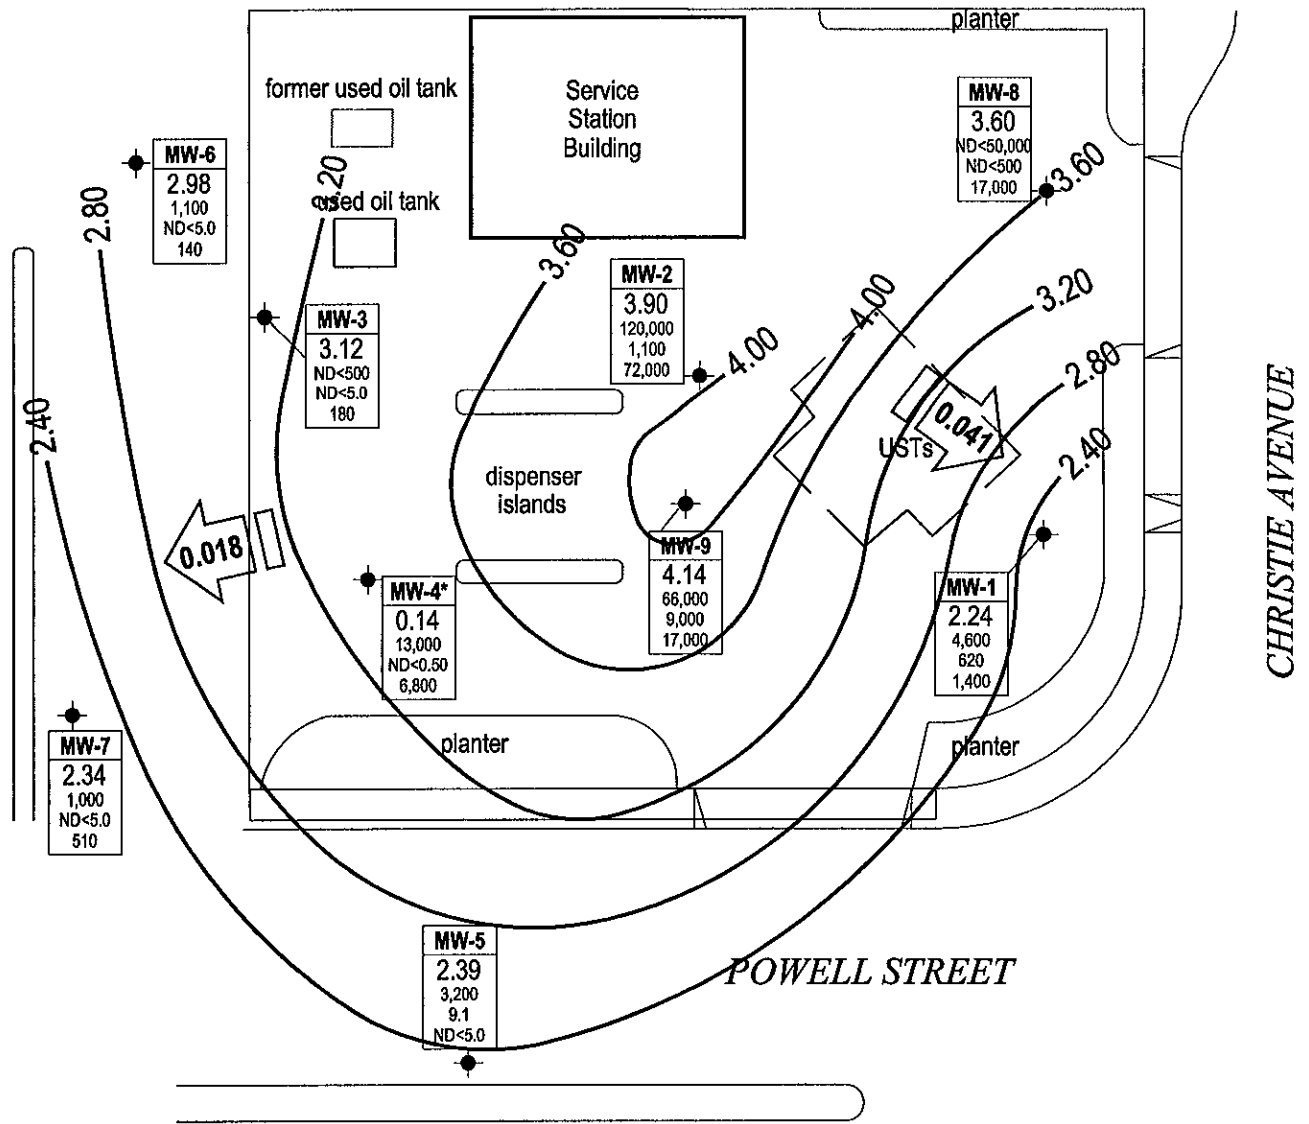 planter
former used oil tank
Service
Station
Building
MW-8
3.60
ND<50,000
ND<500
17,000
3.60
MW-6
2.98
1,100
ND<5.0
140
2.80
3.20
used oil tank
3.60
MW-2
3.90
120,000
1,100
72,000
4.00
4.00
3.20
2.80
MW-3
3.12
ND<500
ND<5.0
180
2.40
dispenser
islands
USTs
0.041
2.40
CHRISTIE AVENUE
0.018
MW-9
4.14
66,000
9,000
17,000
MW-4*
0.14
13,000
ND<0.50
6,800
MW-1
2.24
4,600
620
1,400
MW-7
2.34
1,000
ND<5.0
510
planter
planter
MW-5
2.39
3,200
9.1
ND<5.0
POWELL STREET